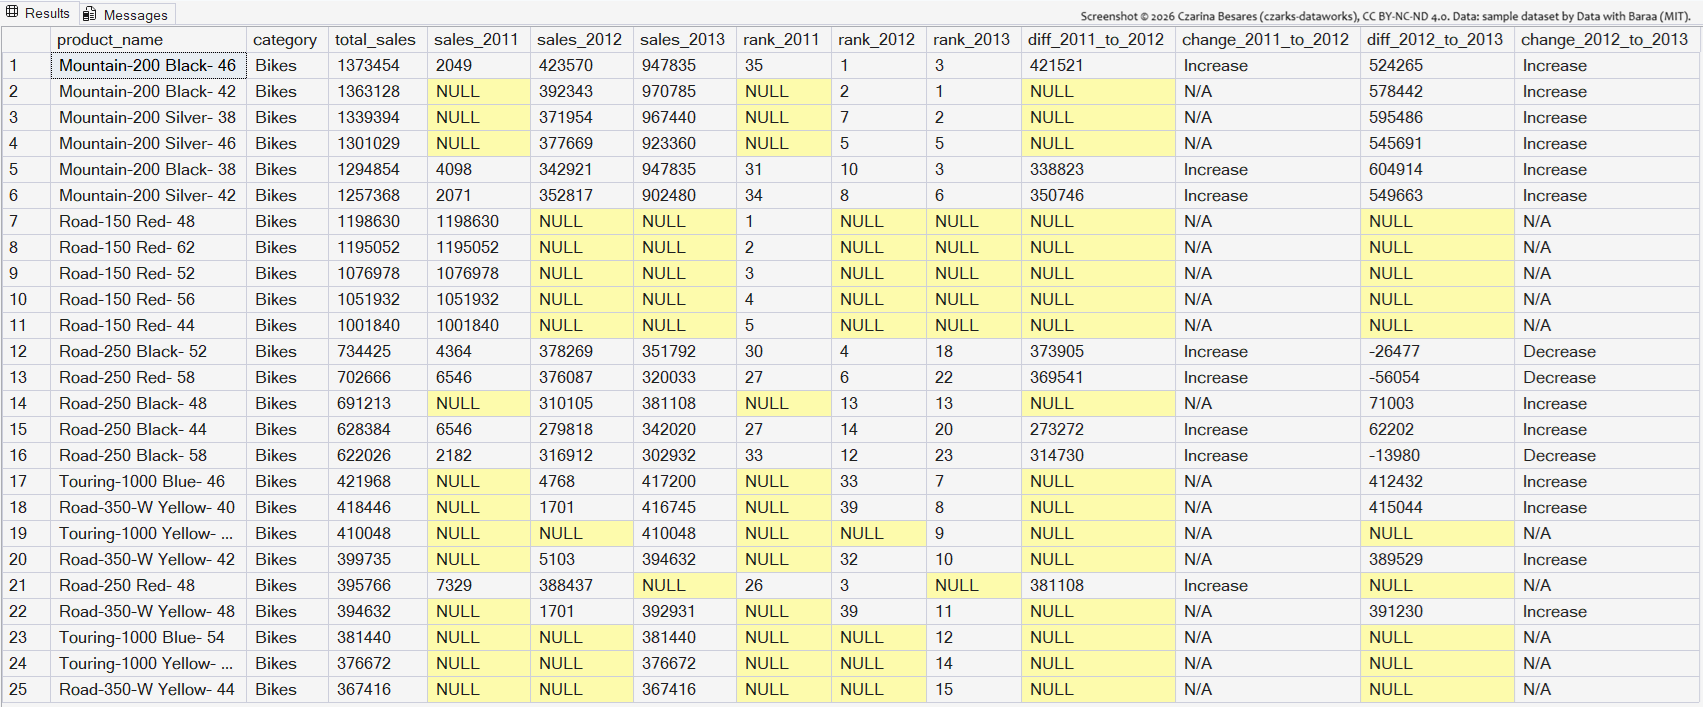 Results Messages
Screenshot © 2026 Czarina Besares (czarks-dataworks), CC BY-NC-ND 4.0. Data: sample dataset by Data with Baraa (MIT).
product_name category total_sales sales_2011 sales_2012 sales_2013 rank_2011 rank_2012 rank_2013 diff_2011_to_2012 change_2011_to_2012 diff_2012_to_2013 change_2012_to_2013
1 Mountain-200 Black- 46 Bikes 1373454 2049 423570 947835 35 1 3 421521 Increase 524265 Increase
2 Mountain-200 Black- 42 Bikes 1363128 NULL 392343 970785 NULL 2 1 NULL N/A 578442 Increase
3 Mountain-200 Silver- 38 Bikes 1339394 NULL 371954 967440 NULL 7 2 NULL N/A 595486 Increase
4 Mountain-200 Silver- 46 Bikes 1301029 NULL 377669 923360 NULL 5 5 NULL N/A 545691 Increase
5 Mountain-200 Black- 38 Bikes 1294854 4098 342921 947835 31 10 3 338823 Increase 604914 Increase
6 Mountain-200 Silver- 42 Bikes 1257368 2071 352817 902480 34 8 6 350746 Increase 549663 Increase
7 Road-150 Red- 48 Bikes 1198630 1198630 NULL NULL 1 NULL NULL NULL N/A NULL N/A
8 Road-150 Red- 62 Bikes 1195052 1195052 NULL NULL 2 NULL NULL NULL N/A NULL N/A
9 Road-150 Red- 52 Bikes 1076978 1076978 NULL NULL 3 NULL NULL NULL N/A NULL N/A
10 Road-150 Red- 56 Bikes 1051932 1051932 NULL NULL 4 NULL NULL NULL N/A NULL N/A
11 Road-150 Red- 44 Bikes 1001840 1001840 NULL NULL 5 NULL NULL NULL N/A NULL N/A
12 Road-250 Black- 52 Bikes 734425 4364 378269 351792 30 4 18 373905 Increase -26477 Decrease
13 Road-250 Red- 58 Bikes 702666 6546 376087 320033 27 6 22 369541 Increase -56054 Decrease
14 Road-250 Black- 48 Bikes 691213 NULL 310105 381108 NULL 13 13 NULL N/A 71003 Increase
15 Road-250 Black- 44 Bikes 628384 6546 279818 342020 27 14 20 273272 Increase 62202 Increase
16 Road-250 Black- 58 Bikes 622026 2182 316912 302932 33 12 23 314730 Increase -13980 Decrease
17 Touring-1000 Blue- 46 Bikes 421968 NULL 4768 417200 NULL 33 7 NULL N/A 412432 Increase
18 Road-350-W Yellow- 40 Bikes 418446 NULL 1701 416745 NULL 39 8 NULL N/A 415044 Increase
19 Touring-1000 Yellow- ... Bikes 410048 NULL NULL 410048 NULL NULL 9 NULL N/A NULL N/A
20 Road-350-W Yellow- 42 Bikes 399735 NULL 5103 394632 NULL 32 10 NULL N/A 389529 Increase
21 Road-250 Red- 48 Bikes 395766 7329 388437 NULL 26 3 NULL 381108 Increase NULL N/A
22 Road-350-W Yellow- 48 Bikes 394632 NULL 1701 392931 NULL 39 11 NULL N/A 391230 Increase
23 Touring-1000 Blue- 54 Bikes 381440 NULL NULL 381440 NULL NULL 12 NULL N/A NULL N/A
24 Touring-1000 Yellow- ... Bikes 376672 NULL NULL 376672 NULL NULL 14 NULL N/A NULL N/A
25 Road-350-W Yellow- 44 Bikes 367416 NULL NULL 367416 NULL NULL 15 NULL N/A NULL N/A